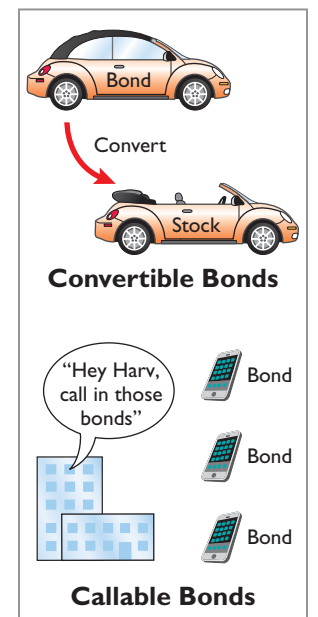 Bond
Convert
Stock
Convertible Bonds
"Hey Harv,
call in those
bonds"
Bond
Bond
Bond
Callable Bonds